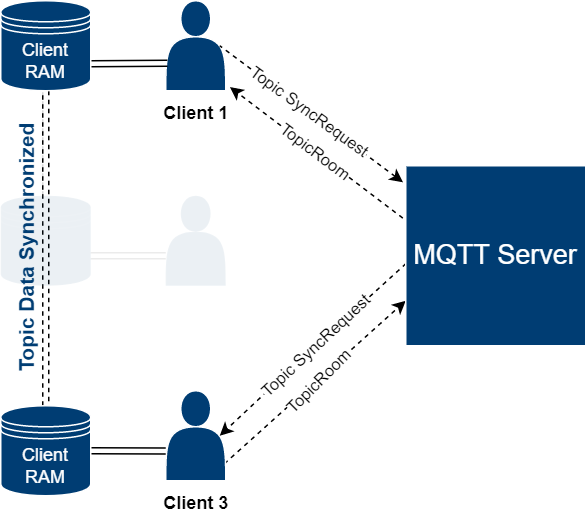 Client
RAM
Client 1
Topic SyncRequest
TopicRoom
Topic Data Synchronized
MQTT Server
Topic SyncRequest
TopicRoom
Client
RAM
Client 3